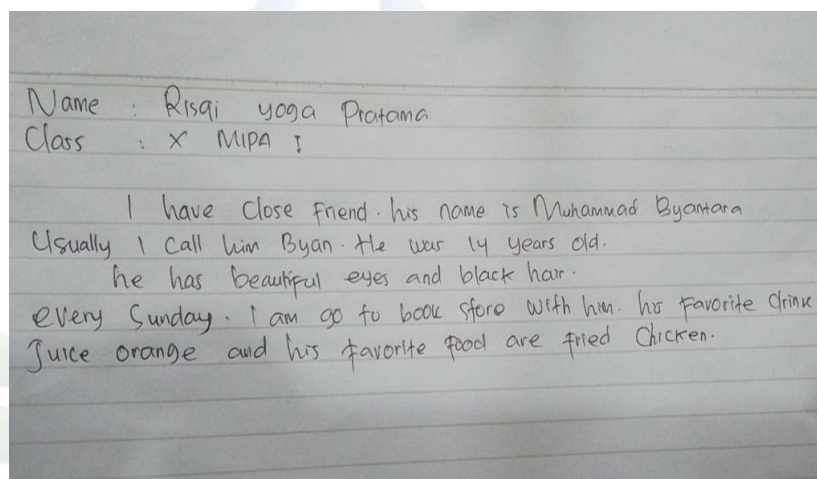 Name : Risqi yoga Pratama
Class : X MIPA I
I have close friend. his name is Muhammad Byantara
Usually I call him Byan. He was 14 years old.
he has beautiful eyes and black hair.
every Sunday. I am go to book store with him. his favorite drink
Juice orange and his favorite food are fried Chicken.